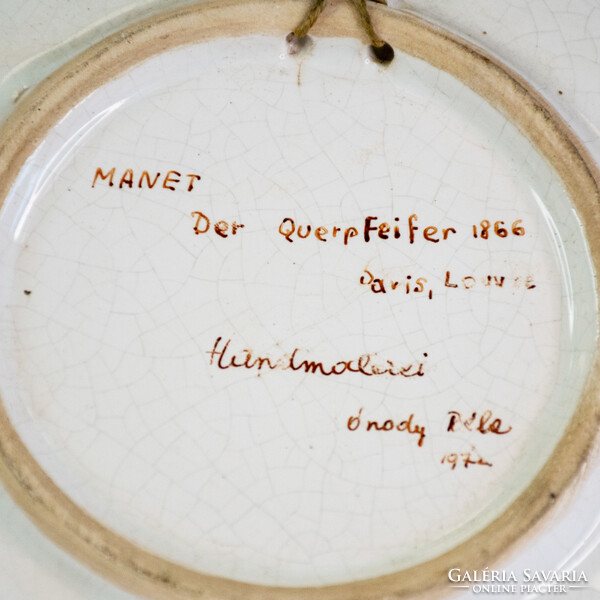 MANET
Der Querpfeifer 1866
Paris, Louvre
Handmalerei
Ónody Béla
GALÉRIA SAVARIA
ONLINE PIACTÉR